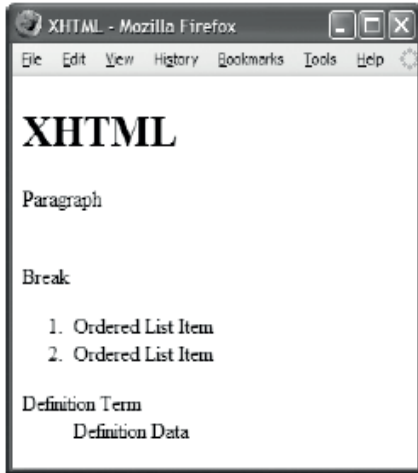 XHTML - Mozilla Firefox
File Edit View History Bookmarks Tools Help
XHTML
Paragraph
Break
1. Ordered List Item
2. Ordered List Item
Definition Term
Definition Data